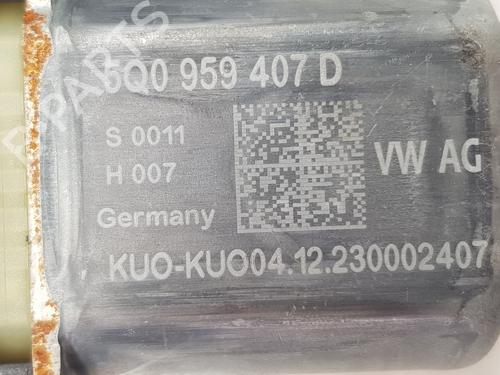 5Q0 959 407 D
S 0011
H 007
VW AG
Germany
KUO-KUO04.12.230002407